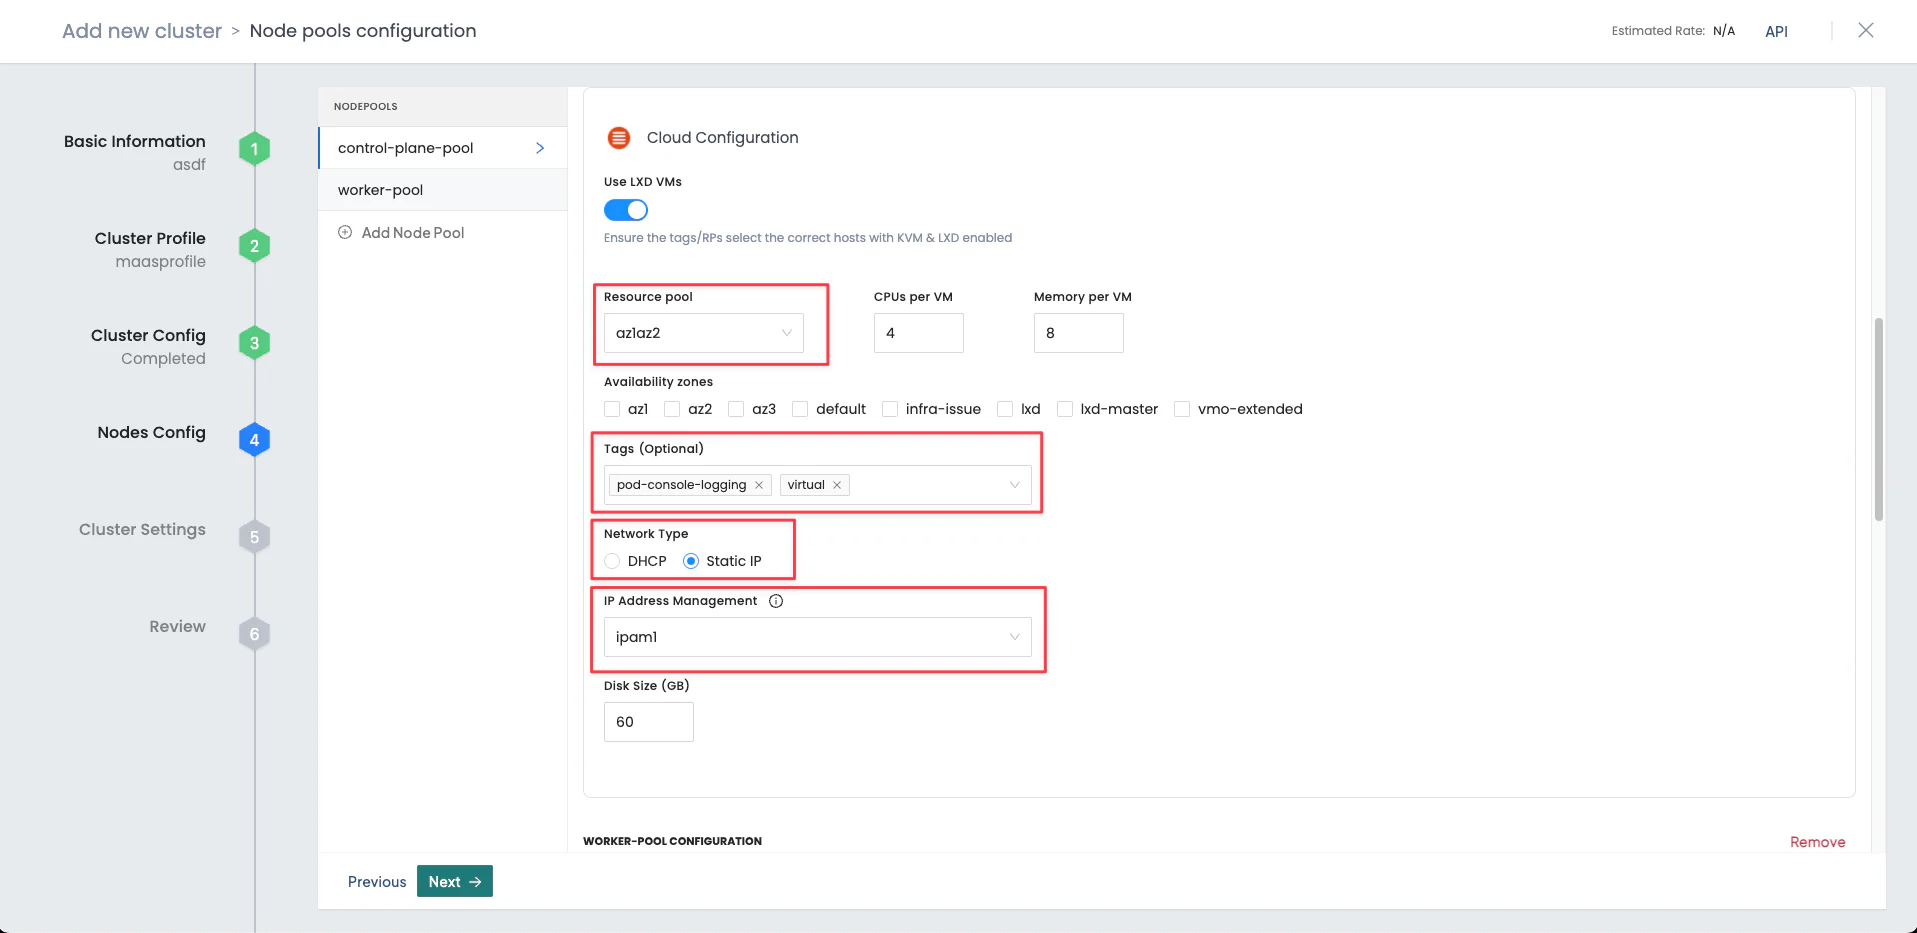 Add new cluster > Node pools configuration
Estimated Rate: N/A API
Basic Information
asdf
1
Cluster Profile
maasprofile
2
Cluster Config
Completed
3
Nodes Config
4
Cluster Settings
5
Review
6
NODEPOOLS
control-plane-pool
worker-pool
Add Node Pool
Cloud Configuration
Use LXD VMs
Ensure the tags/RPs select the correct hosts with KVM & LXD enabled
Resource pool CPUs per VM Memory per VM
az1az2 4 8
Availability zones
az1 az2 az3 default infra-issue lxd lxd-master vmo-extended
Tags (Optional)
pod-console-logging virtual
Network Type
DHCP Static IP
IP Address Management
ipam1
Disk Size (GB)
60
WORKER-POOL CONFIGURATION Remove
Previous Next →